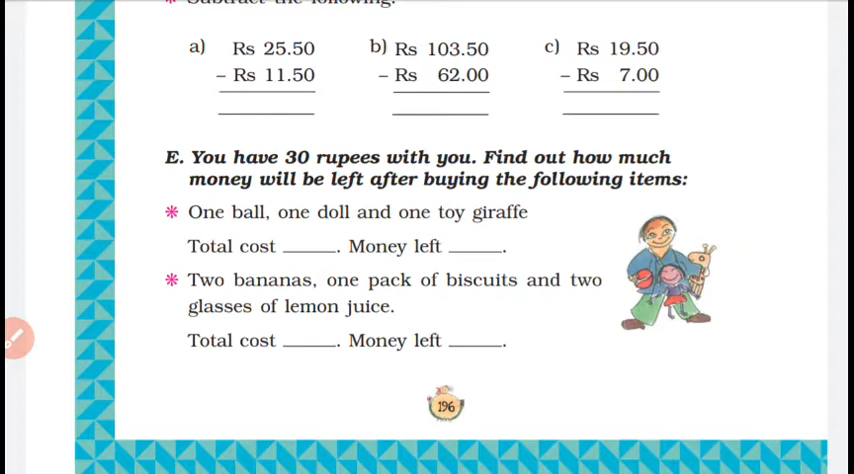 * Subtract the following:
a) Rs 25.50 b) Rs 103.50 c) Rs 19.50
– Rs 11.50 – Rs 62.00 – Rs 7.00
E. You have 30 rupees with you. Find out how much
money will be left after buying the following items:
* One ball, one doll and one toy giraffe
Total cost ______. Money left ______.
* Two bananas, one pack of biscuits and two
glasses of lemon juice.
Total cost ______. Money left ______.
196